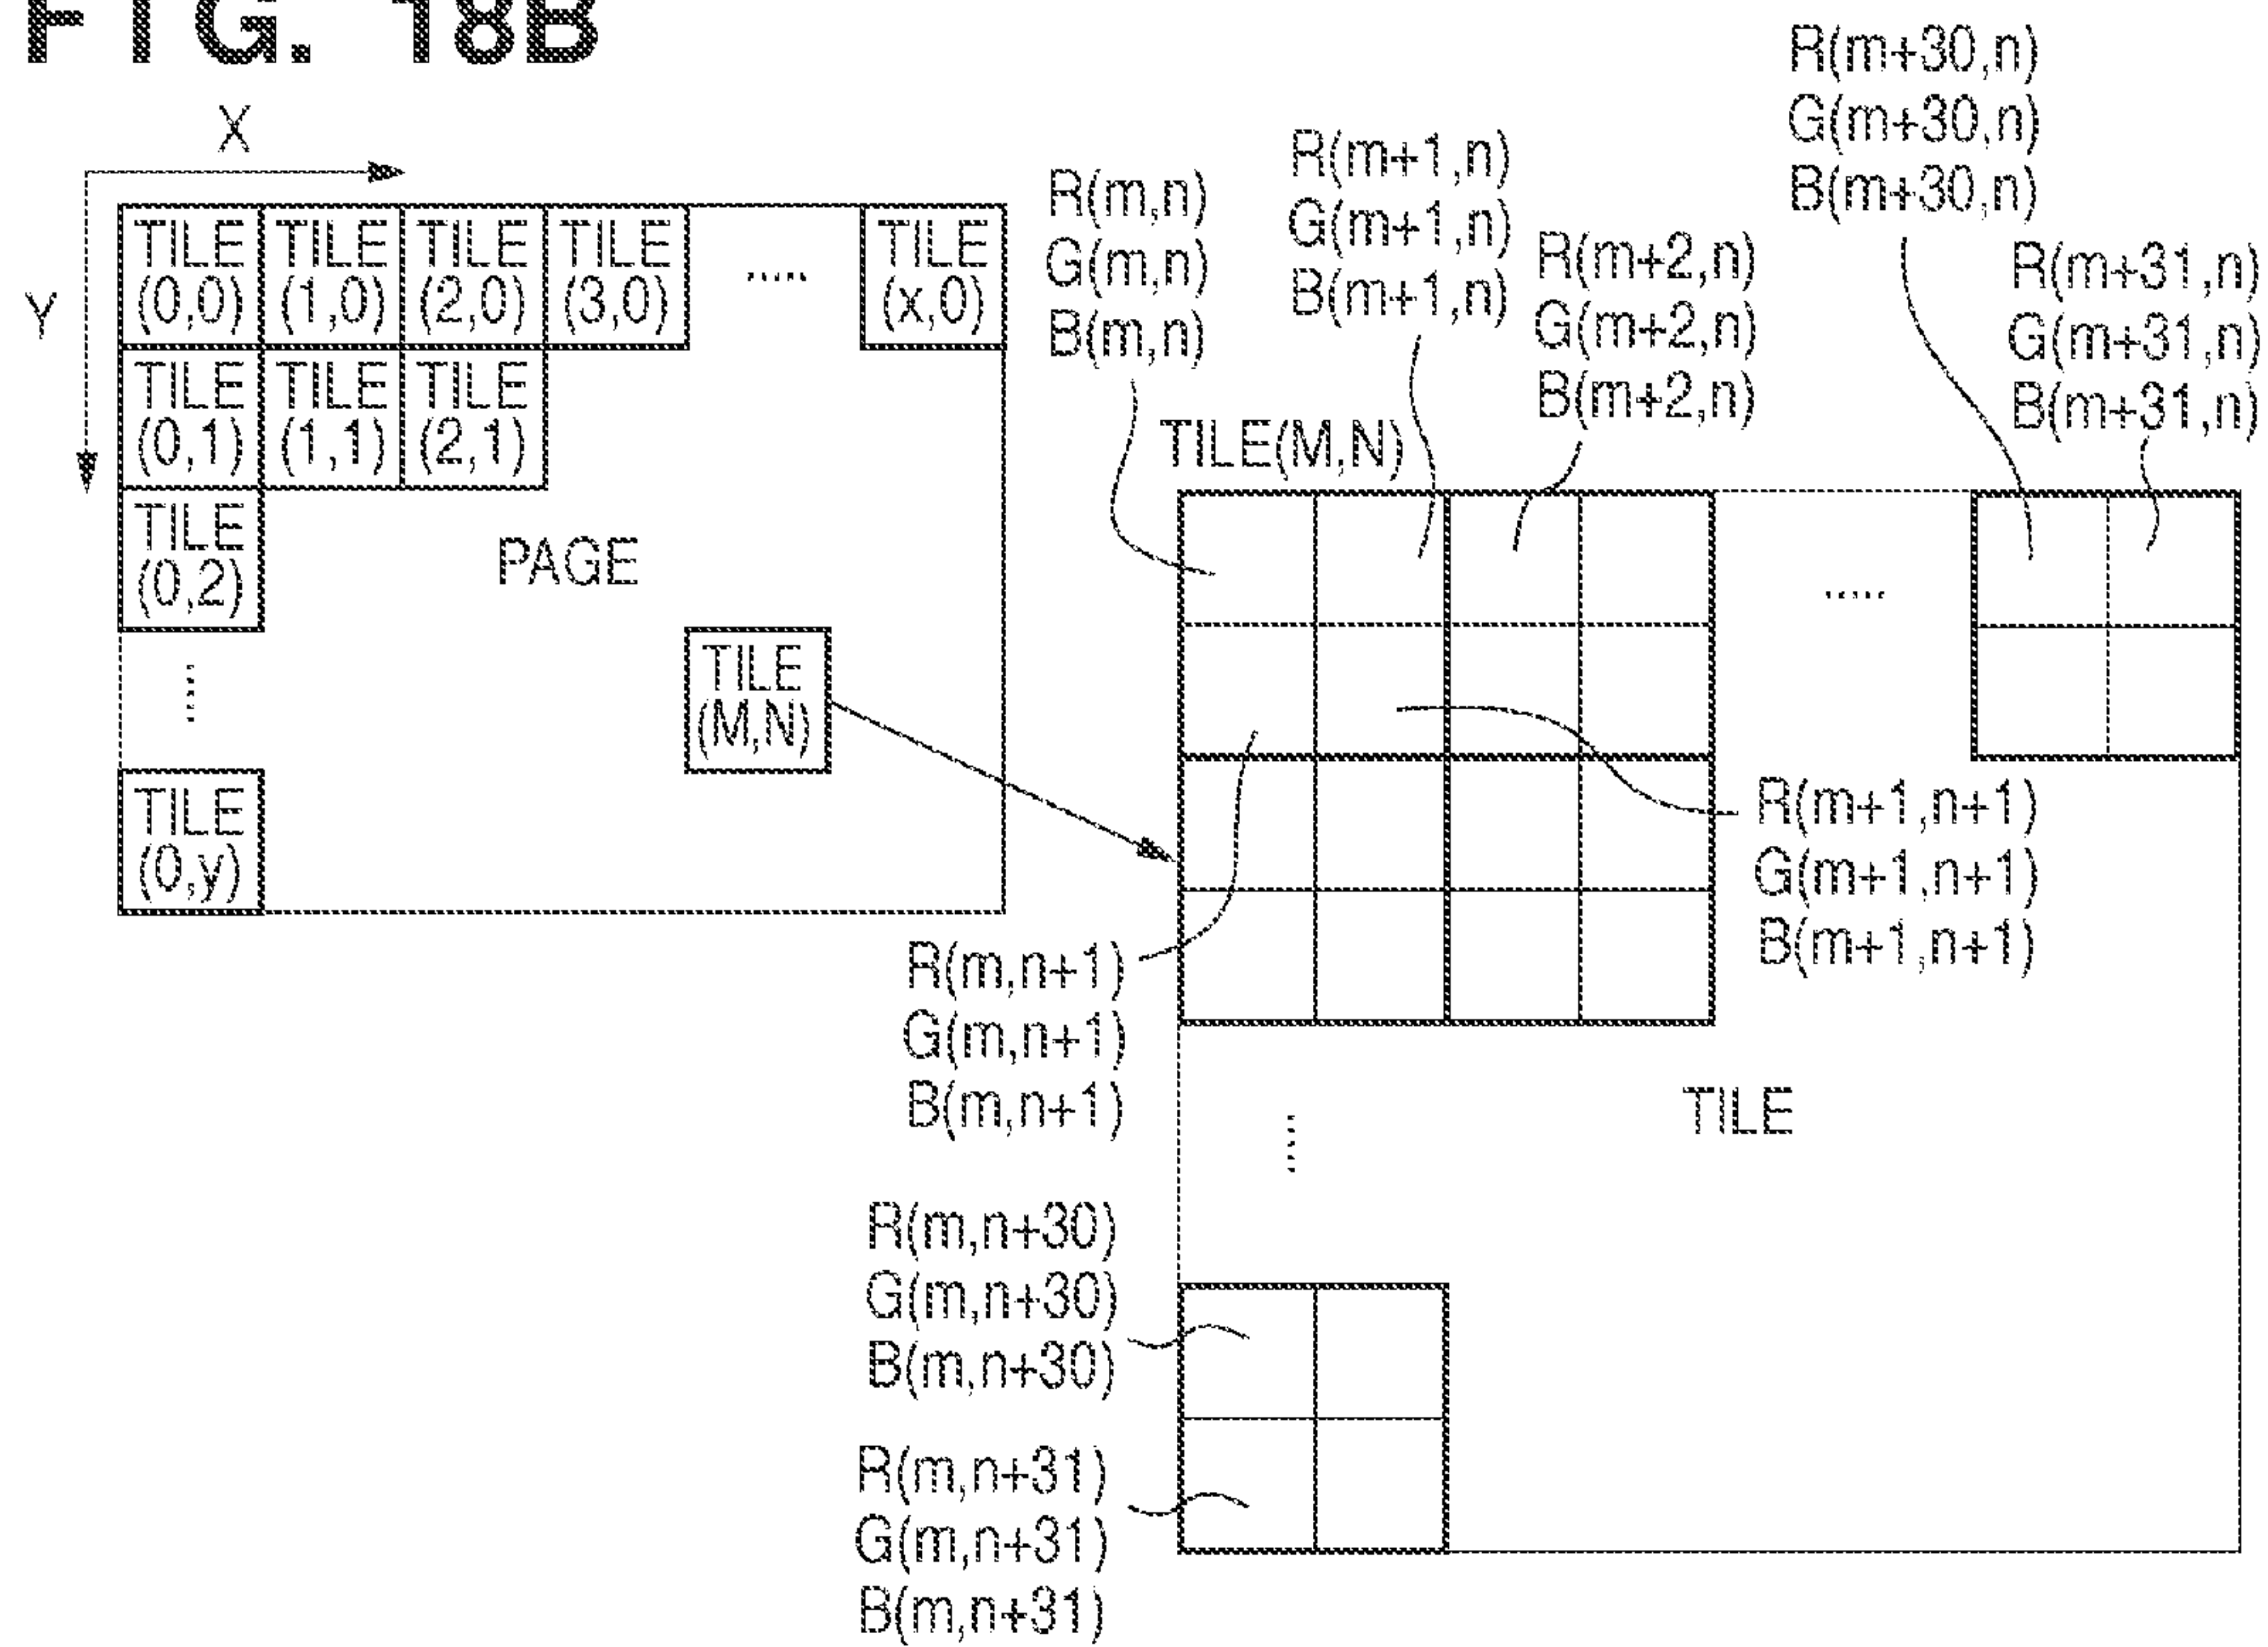 FIG. 18B
X
Y
TILE
(0,0)
TILE
(1,0)
TILE
(2,0)
TILE
(3,0)
.....
TILE
(x,0)
TILE
(0,1)
TILE
(1,1)
TILE
(2,1)
TILE
(0,2)
PAGE
.....
TILE
(M,N)
TILE
(0,y)
R(m,n)
G(m,n)
B(m,n)
R(m+1,n)
G(m+1,n)
B(m+1,n)
R(m+2,n)
G(m+2,n)
B(m+2,n)
R(m+30,n)
G(m+30,n)
B(m+30,n)
R(m+31,n)
G(m+31,n)
B(m+31,n)
TILE(M,N)
.....
R(m+1,n+1)
G(m+1,n+1)
B(m+1,n+1)
R(m,n+1)
G(m,n+1)
B(m,n+1)
TILE
.....
R(m,n+30)
G(m,n+30)
B(m,n+30)
R(m,n+31)
G(m,n+31)
B(m,n+31)